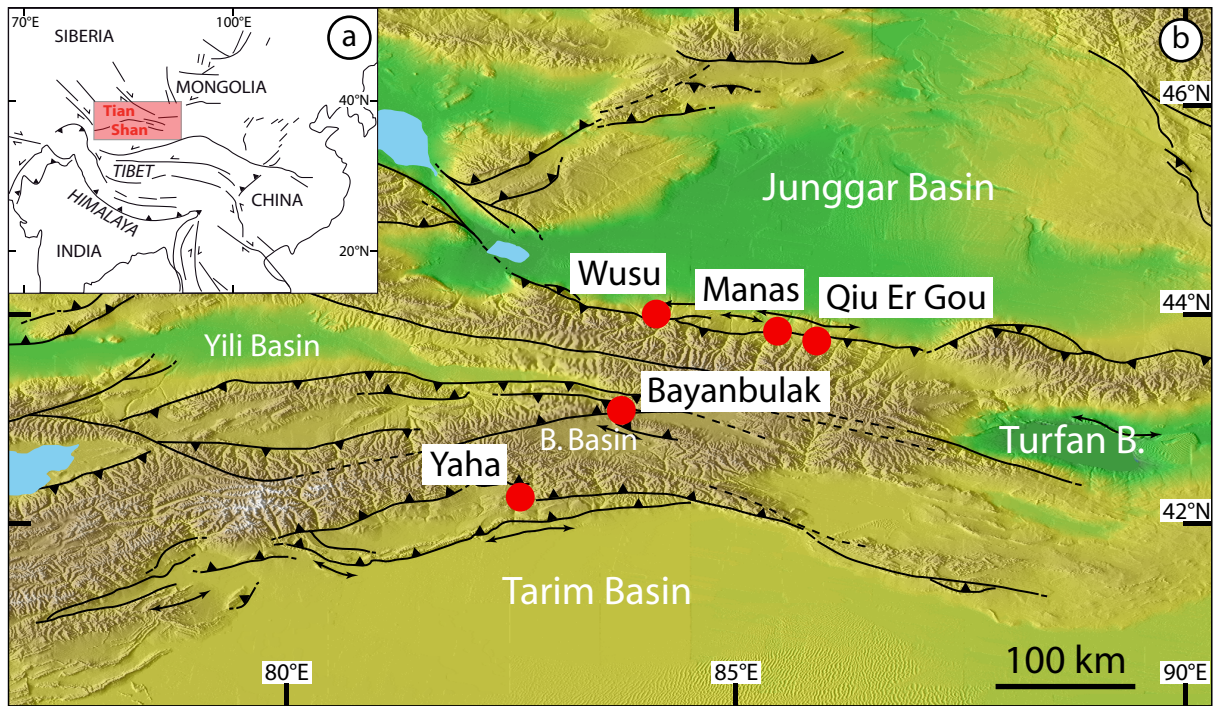 70°E
100°E
SIBERIA
a
MONGOLIA
40°N
Tian
Shan
TIBET
HIMALAYA
CHINA
INDIA
20°N
b
46°N
Junggar Basin
Wusu
Manas
Qiu Er Gou
44°N
Yili Basin
Bayanbulak
B. Basin
Turfan B.
Yaha
42°N
Tarim Basin
100 km
80°E
85°E
90°E